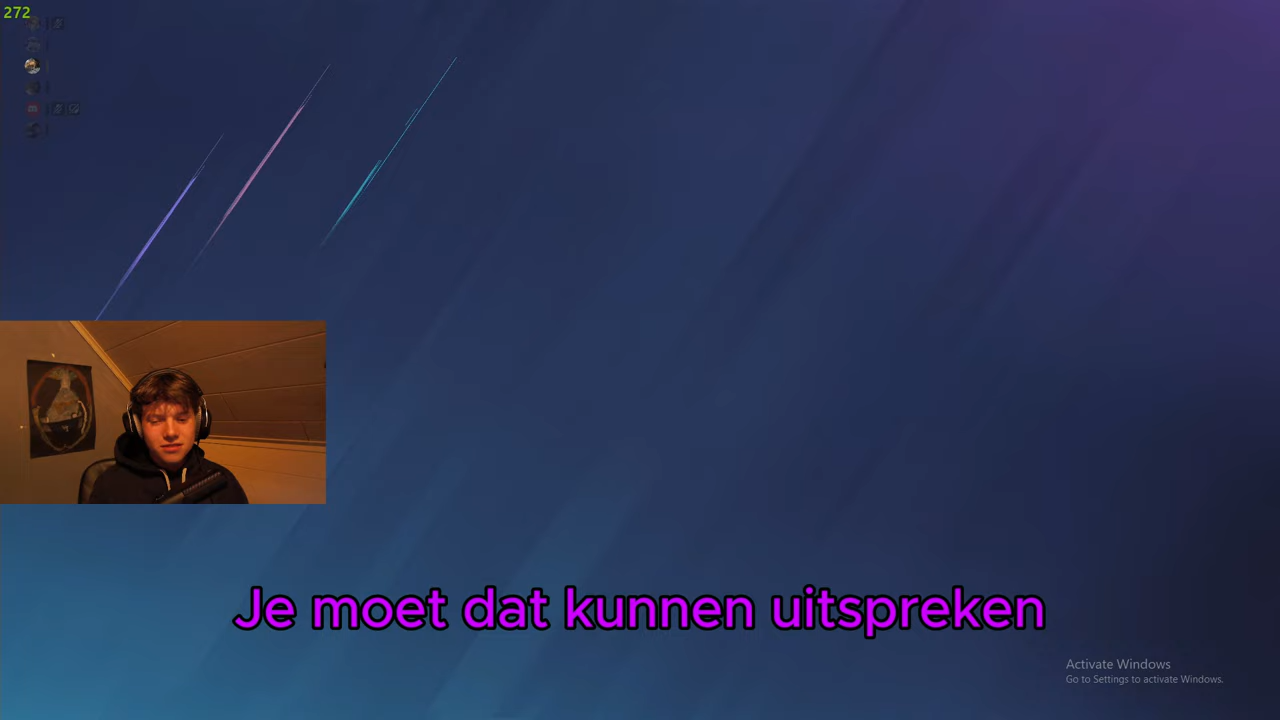 272
Je moet dat kunnen uitspreken
Activate Windows
Go to Settings to activate Windows.